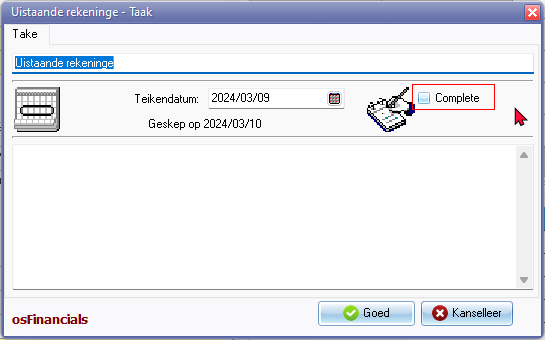 Uistaande rekeninge - Taak
Take
Uistaande rekeninge
Teikendatum: 2024/03/09
Complete
Geskep op 2024/03/10
osFinancials
Goed
Kanselleer